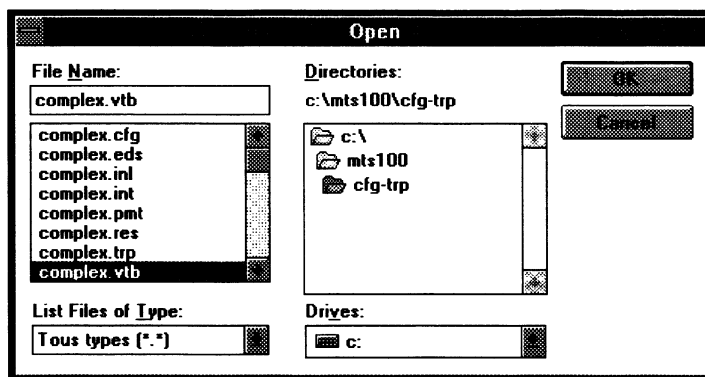 Open
File Name:
complex.vtb
complex.cfg
complex.eds
complex.inl
complex.int
complex.pmt
complex.res
complex.trp
complex.vtb
List Files of Type:
Tous types (*.*)
Directories:
c:\mts100\cfg-trp
c:\
mts100
cfg-trp
Drives:
c:
OK
Cancel